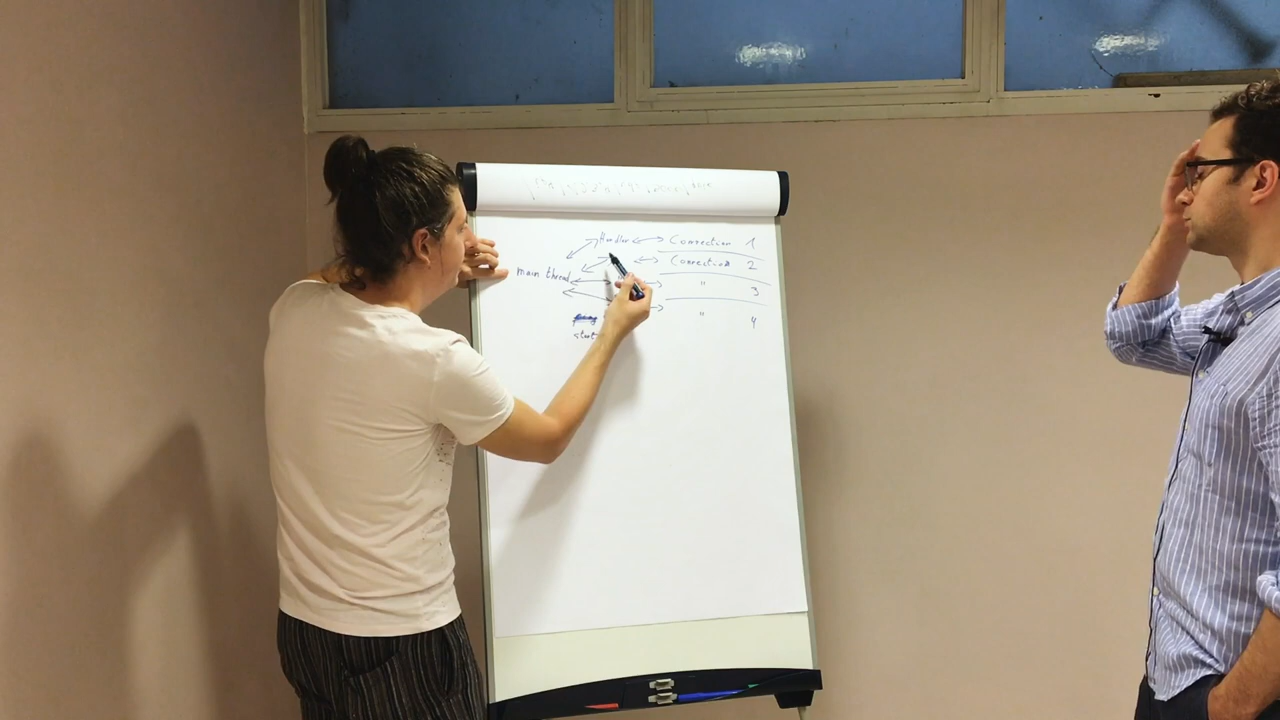 Handler Connection 1
Connection 2
main thread
" 3
" 4
start